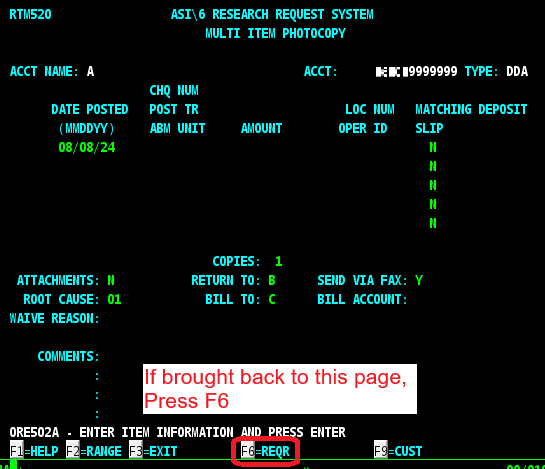 RTM520 ASI\6 RESEARCH REQUEST SYSTEM
MULTI ITEM PHOTOCOPY
ACCT NAME: A ACCT: 9999999 TYPE: DDA
CHQ NUM
DATE POSTED POST TR LOC NUM MATCHING DEPOSIT
(MMDDYY) ABM UNIT AMOUNT OPER ID SLIP
08/08/24 N
N
N
N
N
COPIES: 1
ATTACHMENTS: N RETURN TO: B SEND VIA FAX: Y
ROOT CAUSE: 01 BILL TO: C BILL ACCOUNT:
WAIVE REASON:
COMMENTS:
:
:
:
If brought back to this page,
Press F6
ORE502A - ENTER ITEM INFORMATION AND PRESS ENTER
F1=HELP F2=RANGE F3=EXIT F6=REQR F9=CUST